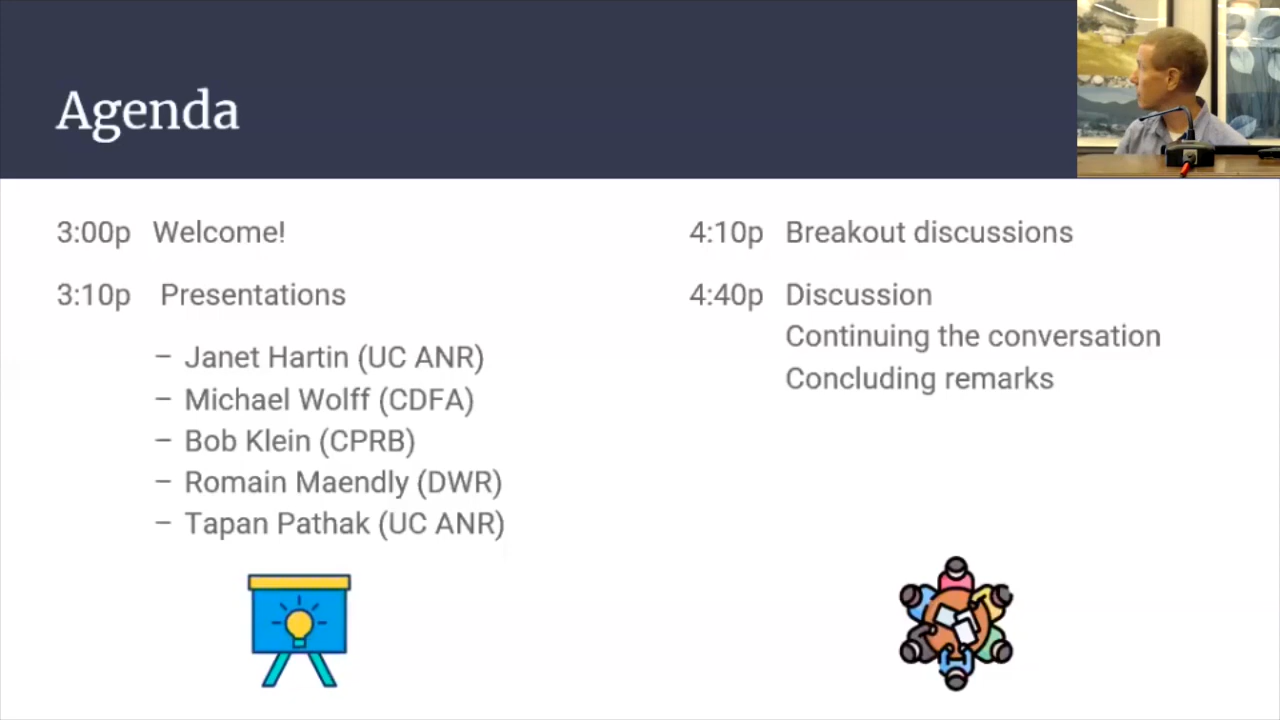 Agenda
3:00p Welcome!
3:10p Presentations
– Janet Hartin (UC ANR)
– Michael Wolff (CDFA)
– Bob Klein (CPRB)
– Romain Maendly (DWR)
– Tapan Pathak (UC ANR)
4:10p Breakout discussions
4:40p Discussion
Continuing the conversation
Concluding remarks